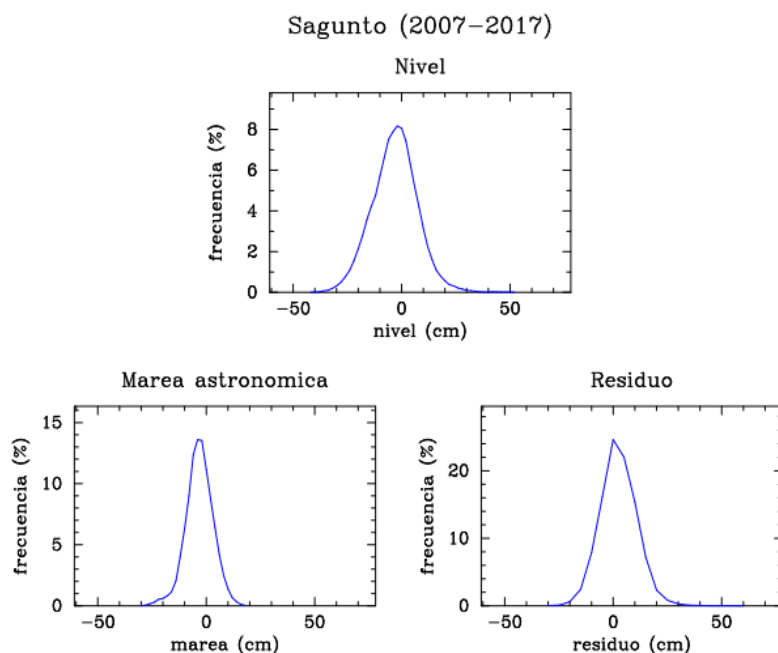 Sagunto (2007-2017)
Nivel
frecuencia (%)
8
6
4
2
0
-50
0
50
nivel (cm)
Marea astronomica
frecuencia (%)
15
10
5
0
-50
0
50
marea (cm)
Residuo
frecuencia (%)
20
10
0
-50
0
50
residuo (cm)